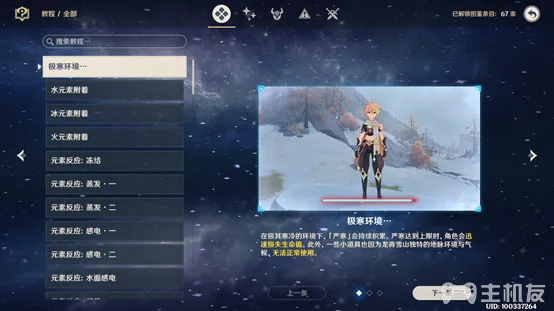 教程 / 全部
已解锁图鉴条目: 67 条
搜索教程…
极寒环境…
水元素附着
冰元素附着
火元素附着
元素反应: 冻结
元素反应: 蒸发・一
元素反应: 蒸发・二
元素反应: 感电・一
元素反应: 感电・二
元素反应: 水面感电
极寒环境…
在极其寒冷的环境下,「严寒」会持续积累。严寒达到上限时, 角色会迅
速损失生命值。此外, 一些小道具也因为龙脊雪山独特的地脉环境与气
候、无法正常使用。
上一条
下一
主机友
UID: 100337264